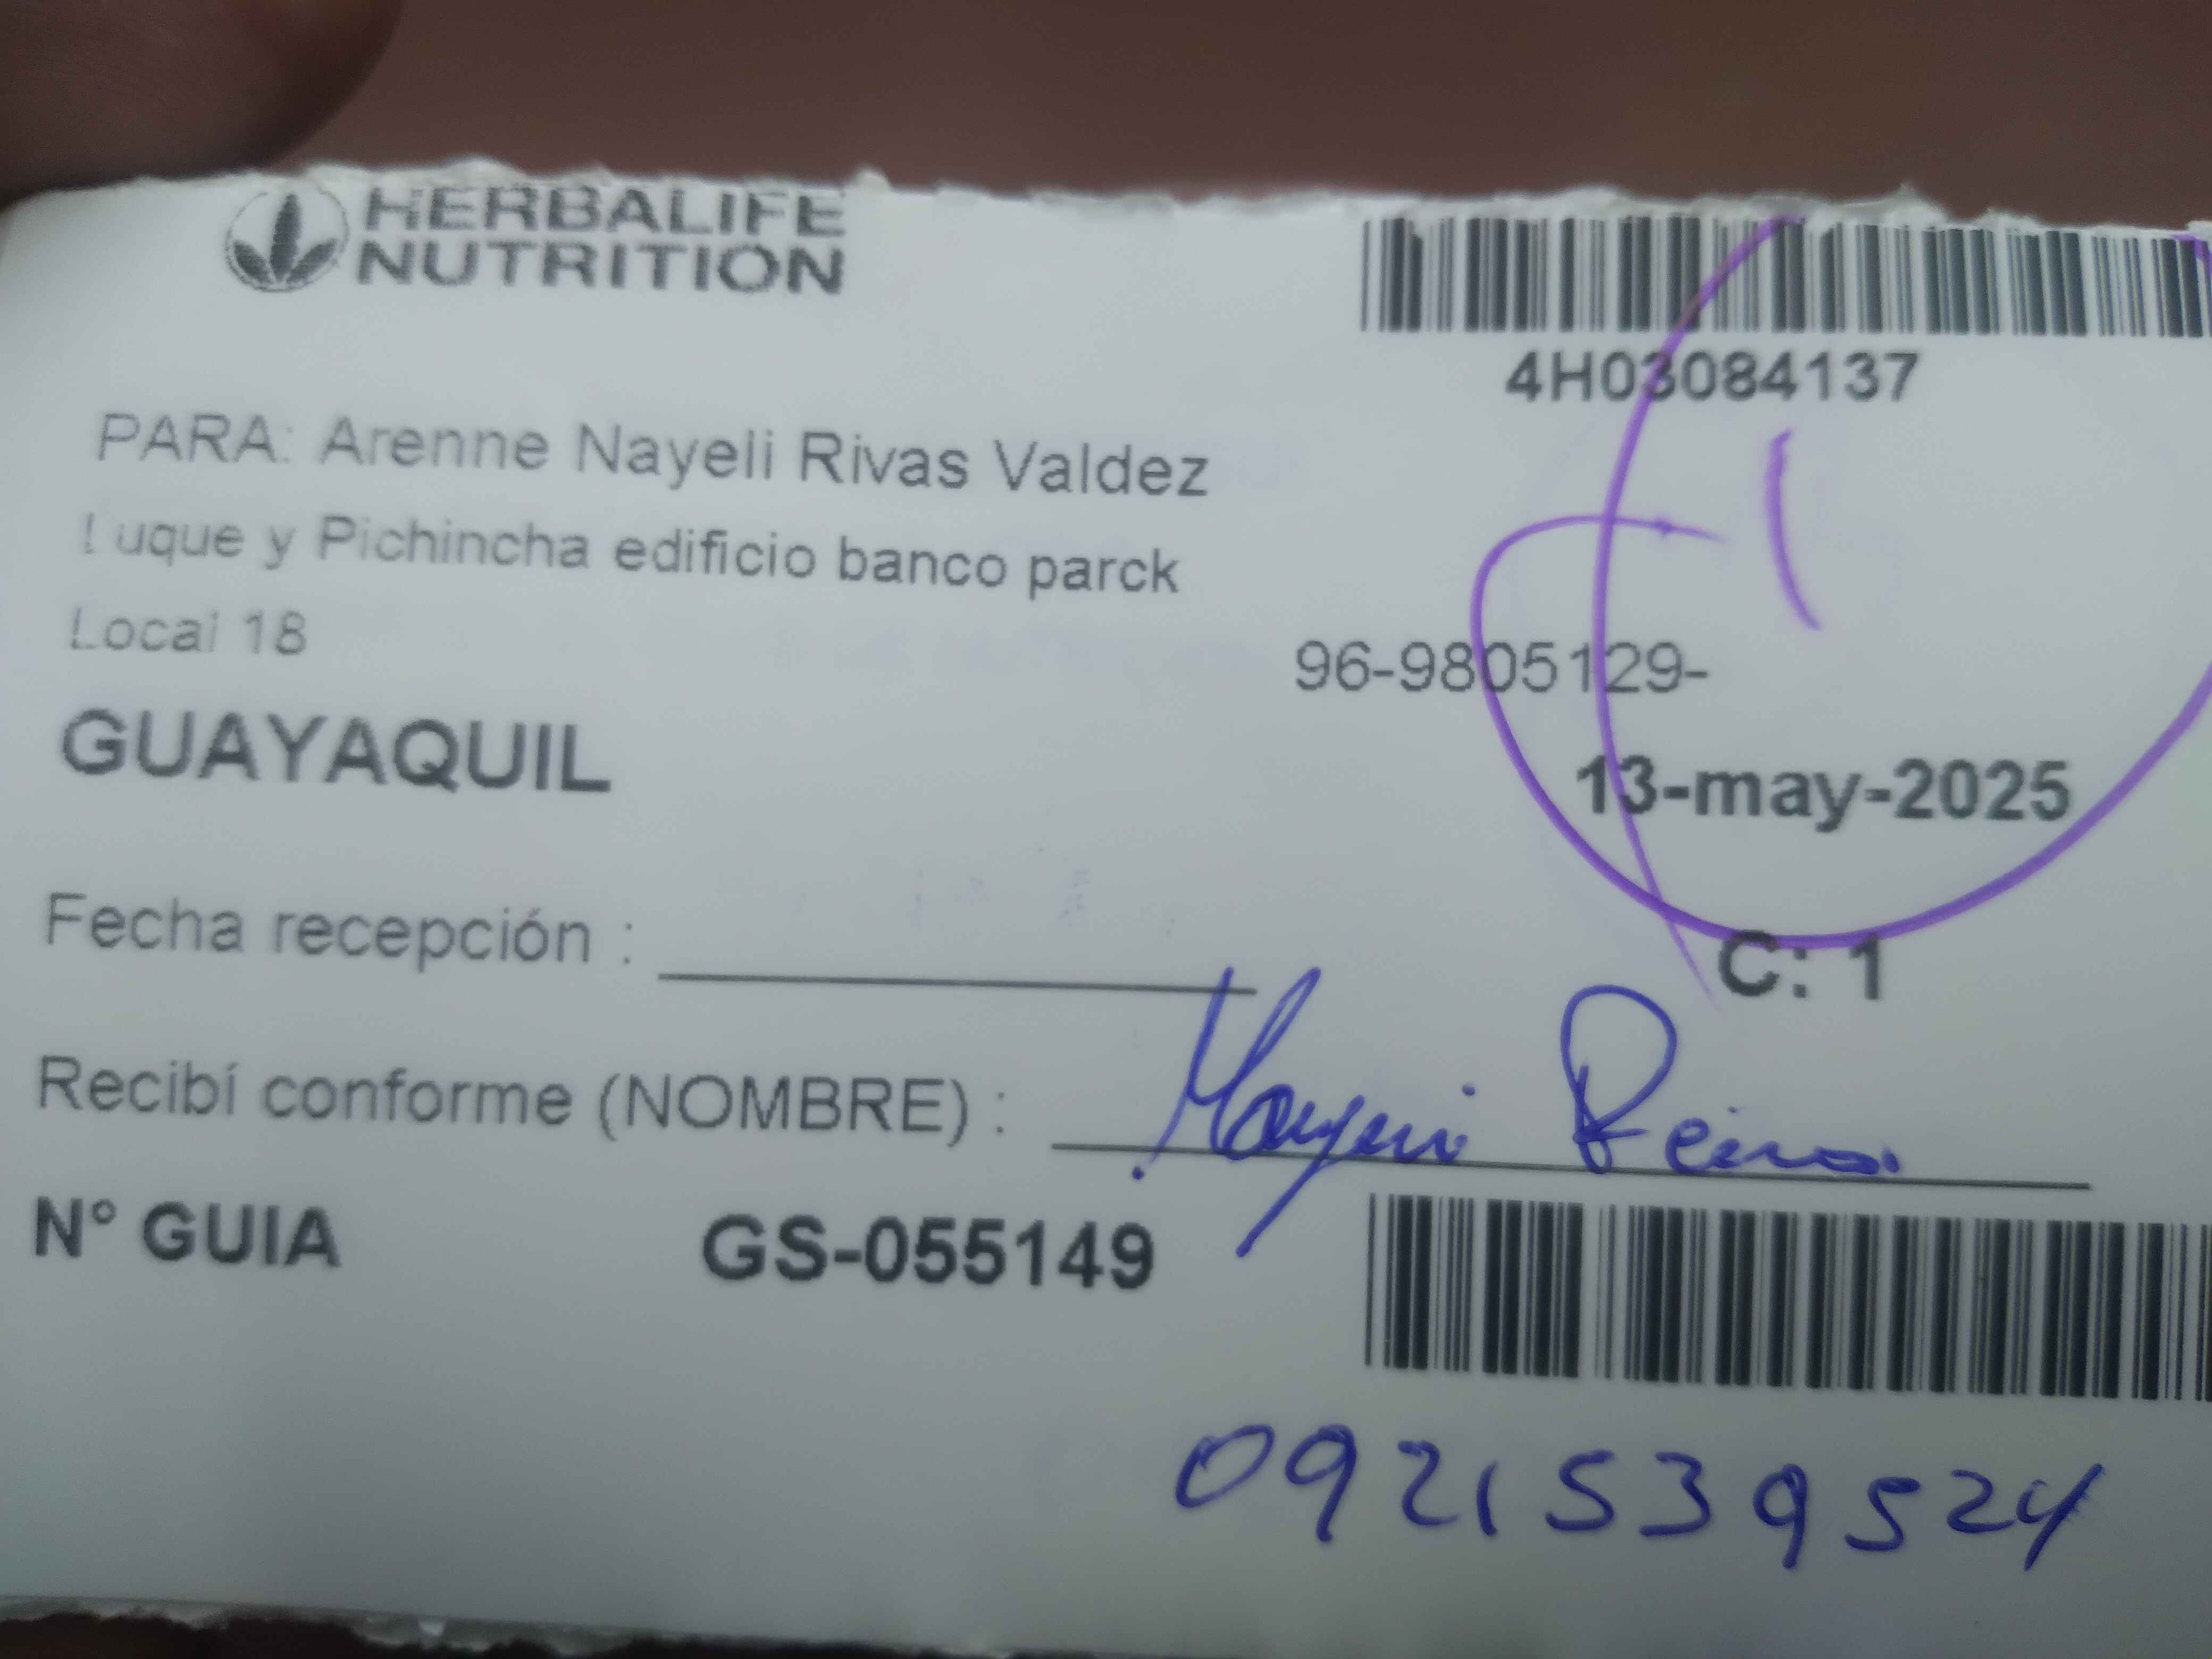 HERBALIFE
NUTRITION
4H03084137
PARA: Arenne Nayeli Rivas Valdez
Luque y Pichincha edificio banco parck
Local 18
96-9805129-
GUAYAQUIL
13-may-2025
Fecha recepción :
C: 1
Recibí conforme (NOMBRE) :
N° GUIA GS-055149
0921539524